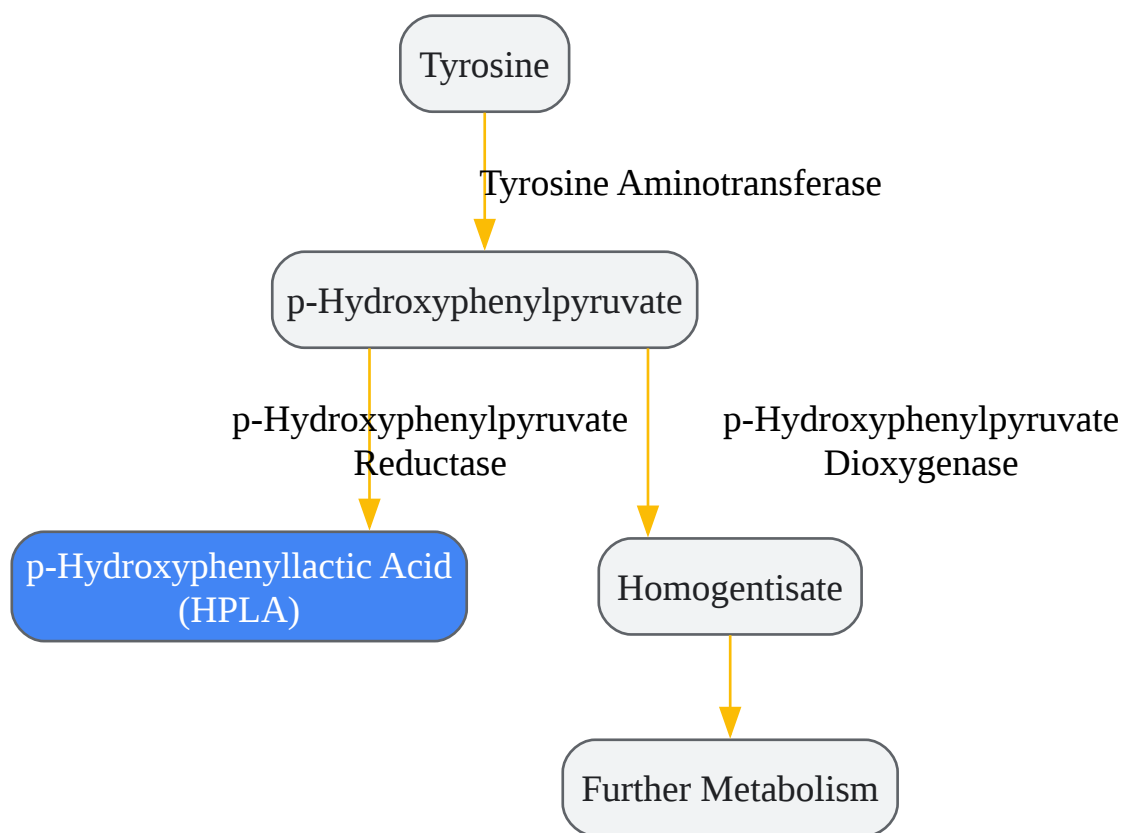 Tyrosine
Tyrosine Aminotransferase
p-Hydroxyphenylpyruvate
p-Hydroxyphenylpyruvate
Reductase
p-Hydroxyphenylpyruvate
Dioxygenase
p-Hydroxyphenyllactic Acid
(HPLA)
Homogentisate
Further Metabolism